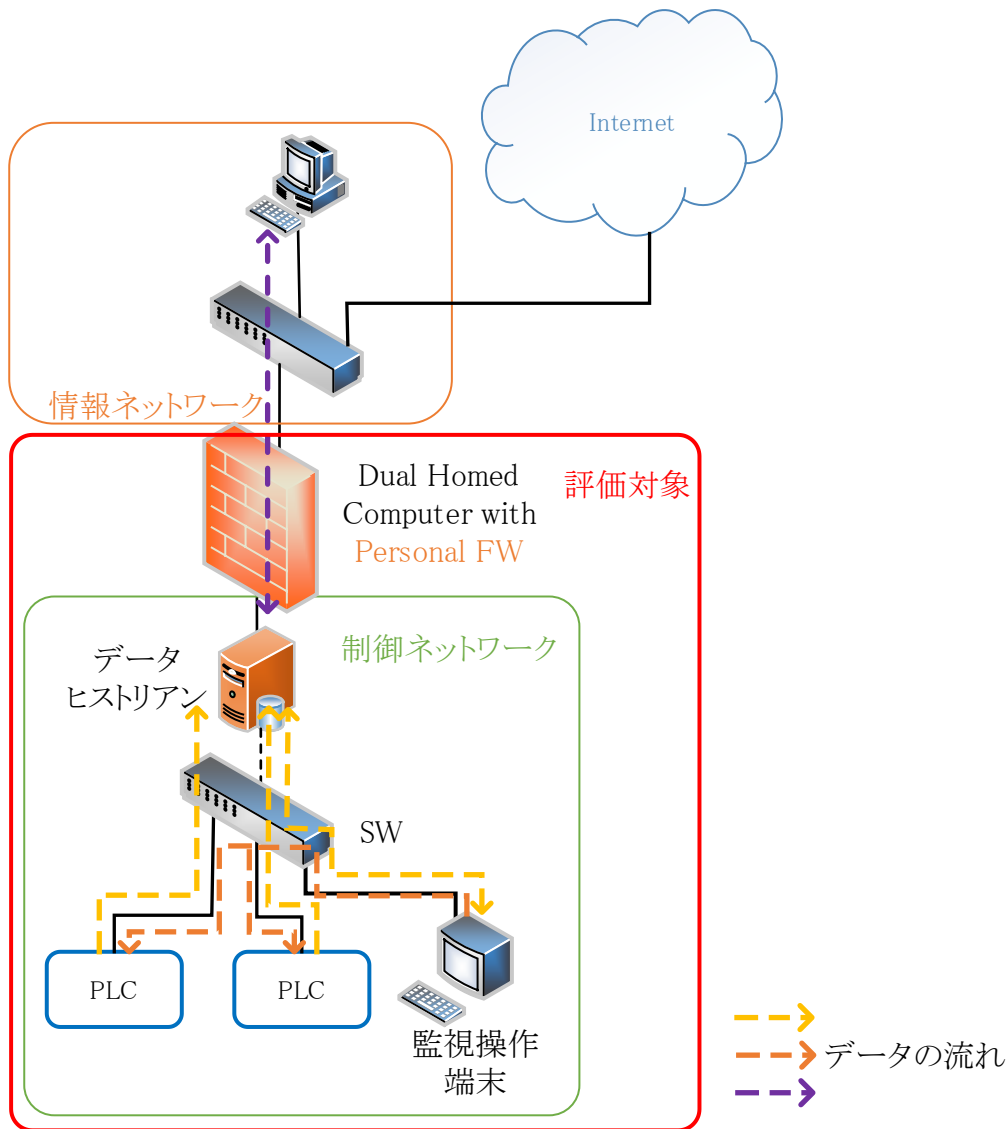 Internet
情報ネットワーク
Dual Homed
Computer with
Personal FW
評価対象
制御ネットワーク
データ
ヒストリアン
SW
PLC
PLC
監視操作
端末
データの流れ